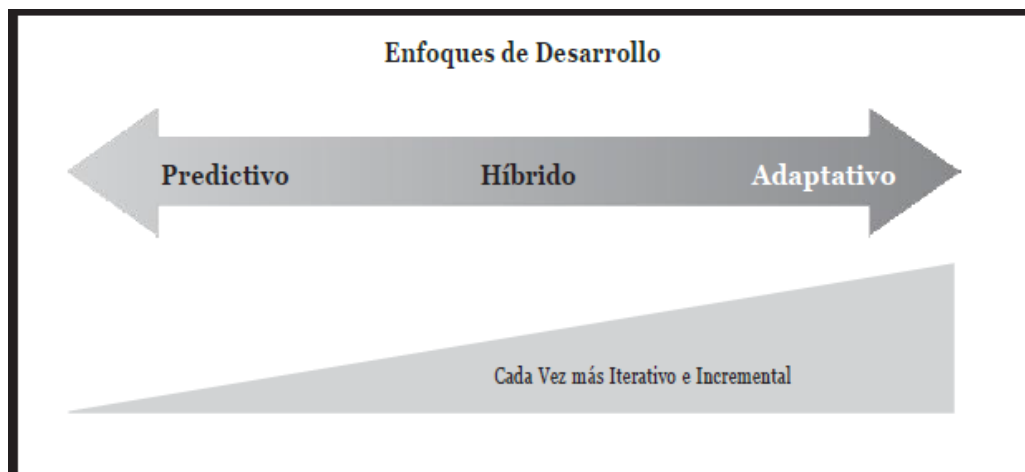 Enfoques de Desarrollo
Predictivo Híbrido Adaptativo
Cada Vez más Iterativo e Incremental